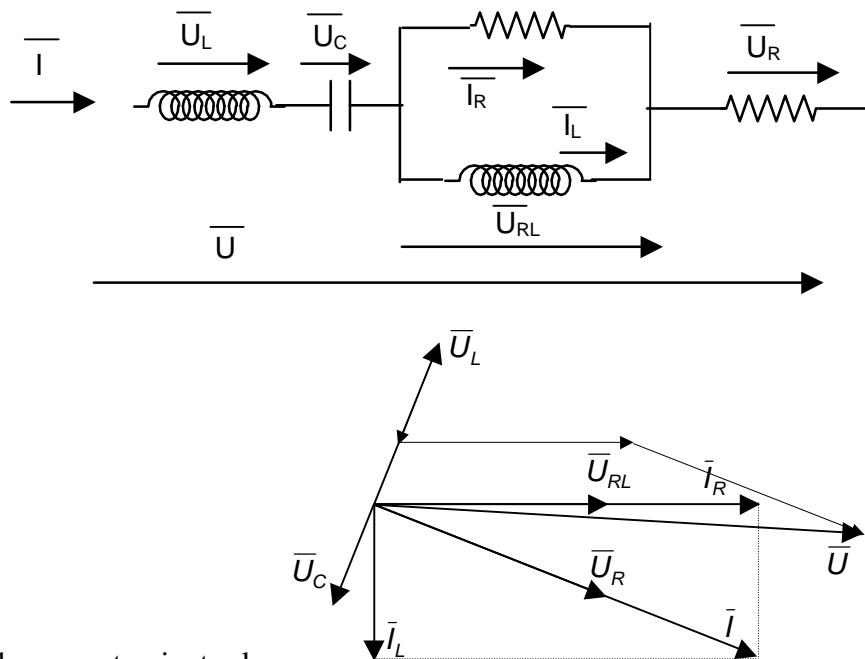 I U_L U_C U_R
I_R
I_L
U_RL
U
U_L
U_RL I_R
U_C U_R U
I_L I